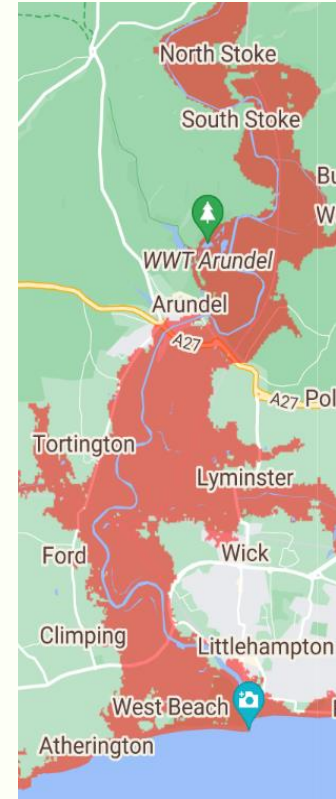 North Stoke
South Stoke
Bu
W
WWT Arundel
Arundel
A27
A27
Pol
Tortington
Lyminster
Ford
Wick
Climping
Littlehampton
West Beach
Atherington